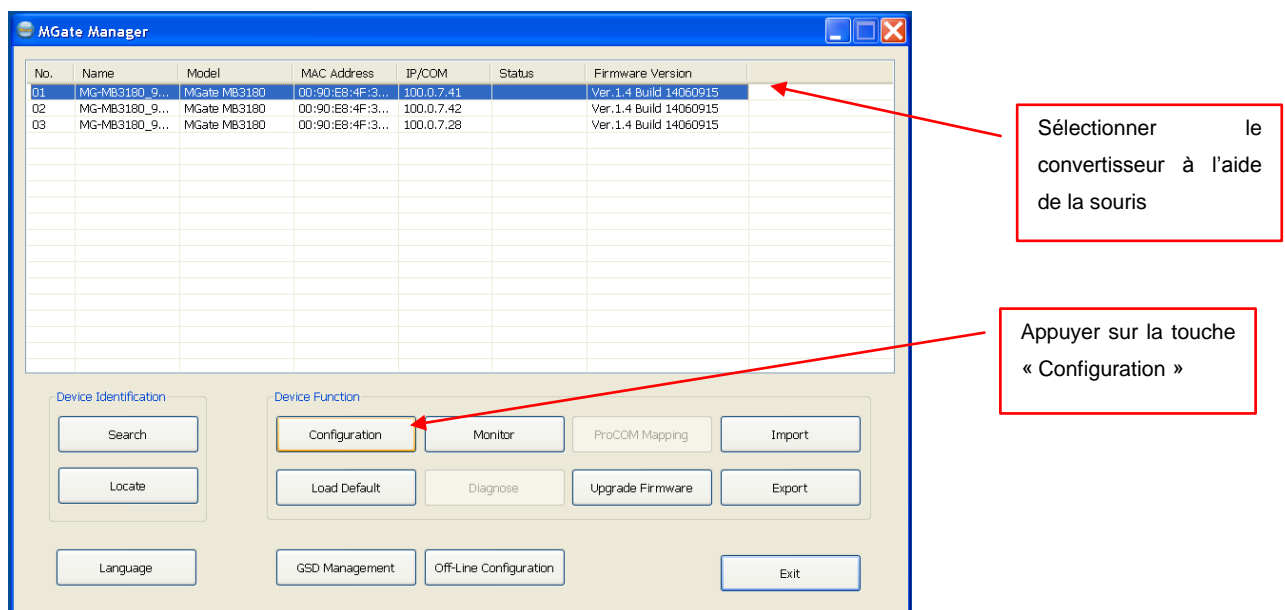 MGate Manager
No. Name Model MAC Address IP/COM Status Firmware Version
01 MG-MB3180_9... MGate MB3180 00:90:E8:4F:3... 100.0.7.41 Ver.1.4 Build 14060915
02 MG-MB3180_9... MGate MB3180 00:90:E8:4F:3... 100.0.7.42 Ver.1.4 Build 14060915
03 MG-MB3180_9... MGate MB3180 00:90:E8:4F:3... 100.0.7.28 Ver.1.4 Build 14060915
Sélectionner le
convertisseur à l’aide
de la souris
Appuyer sur la touche
« Configuration »
Device Identification
Search
Locate
Device Function
Configuration Monitor ProCOM Mapping Import
Load Default Diagnose Upgrade Firmware Export
Language GSD Management Off-Line Configuration Exit